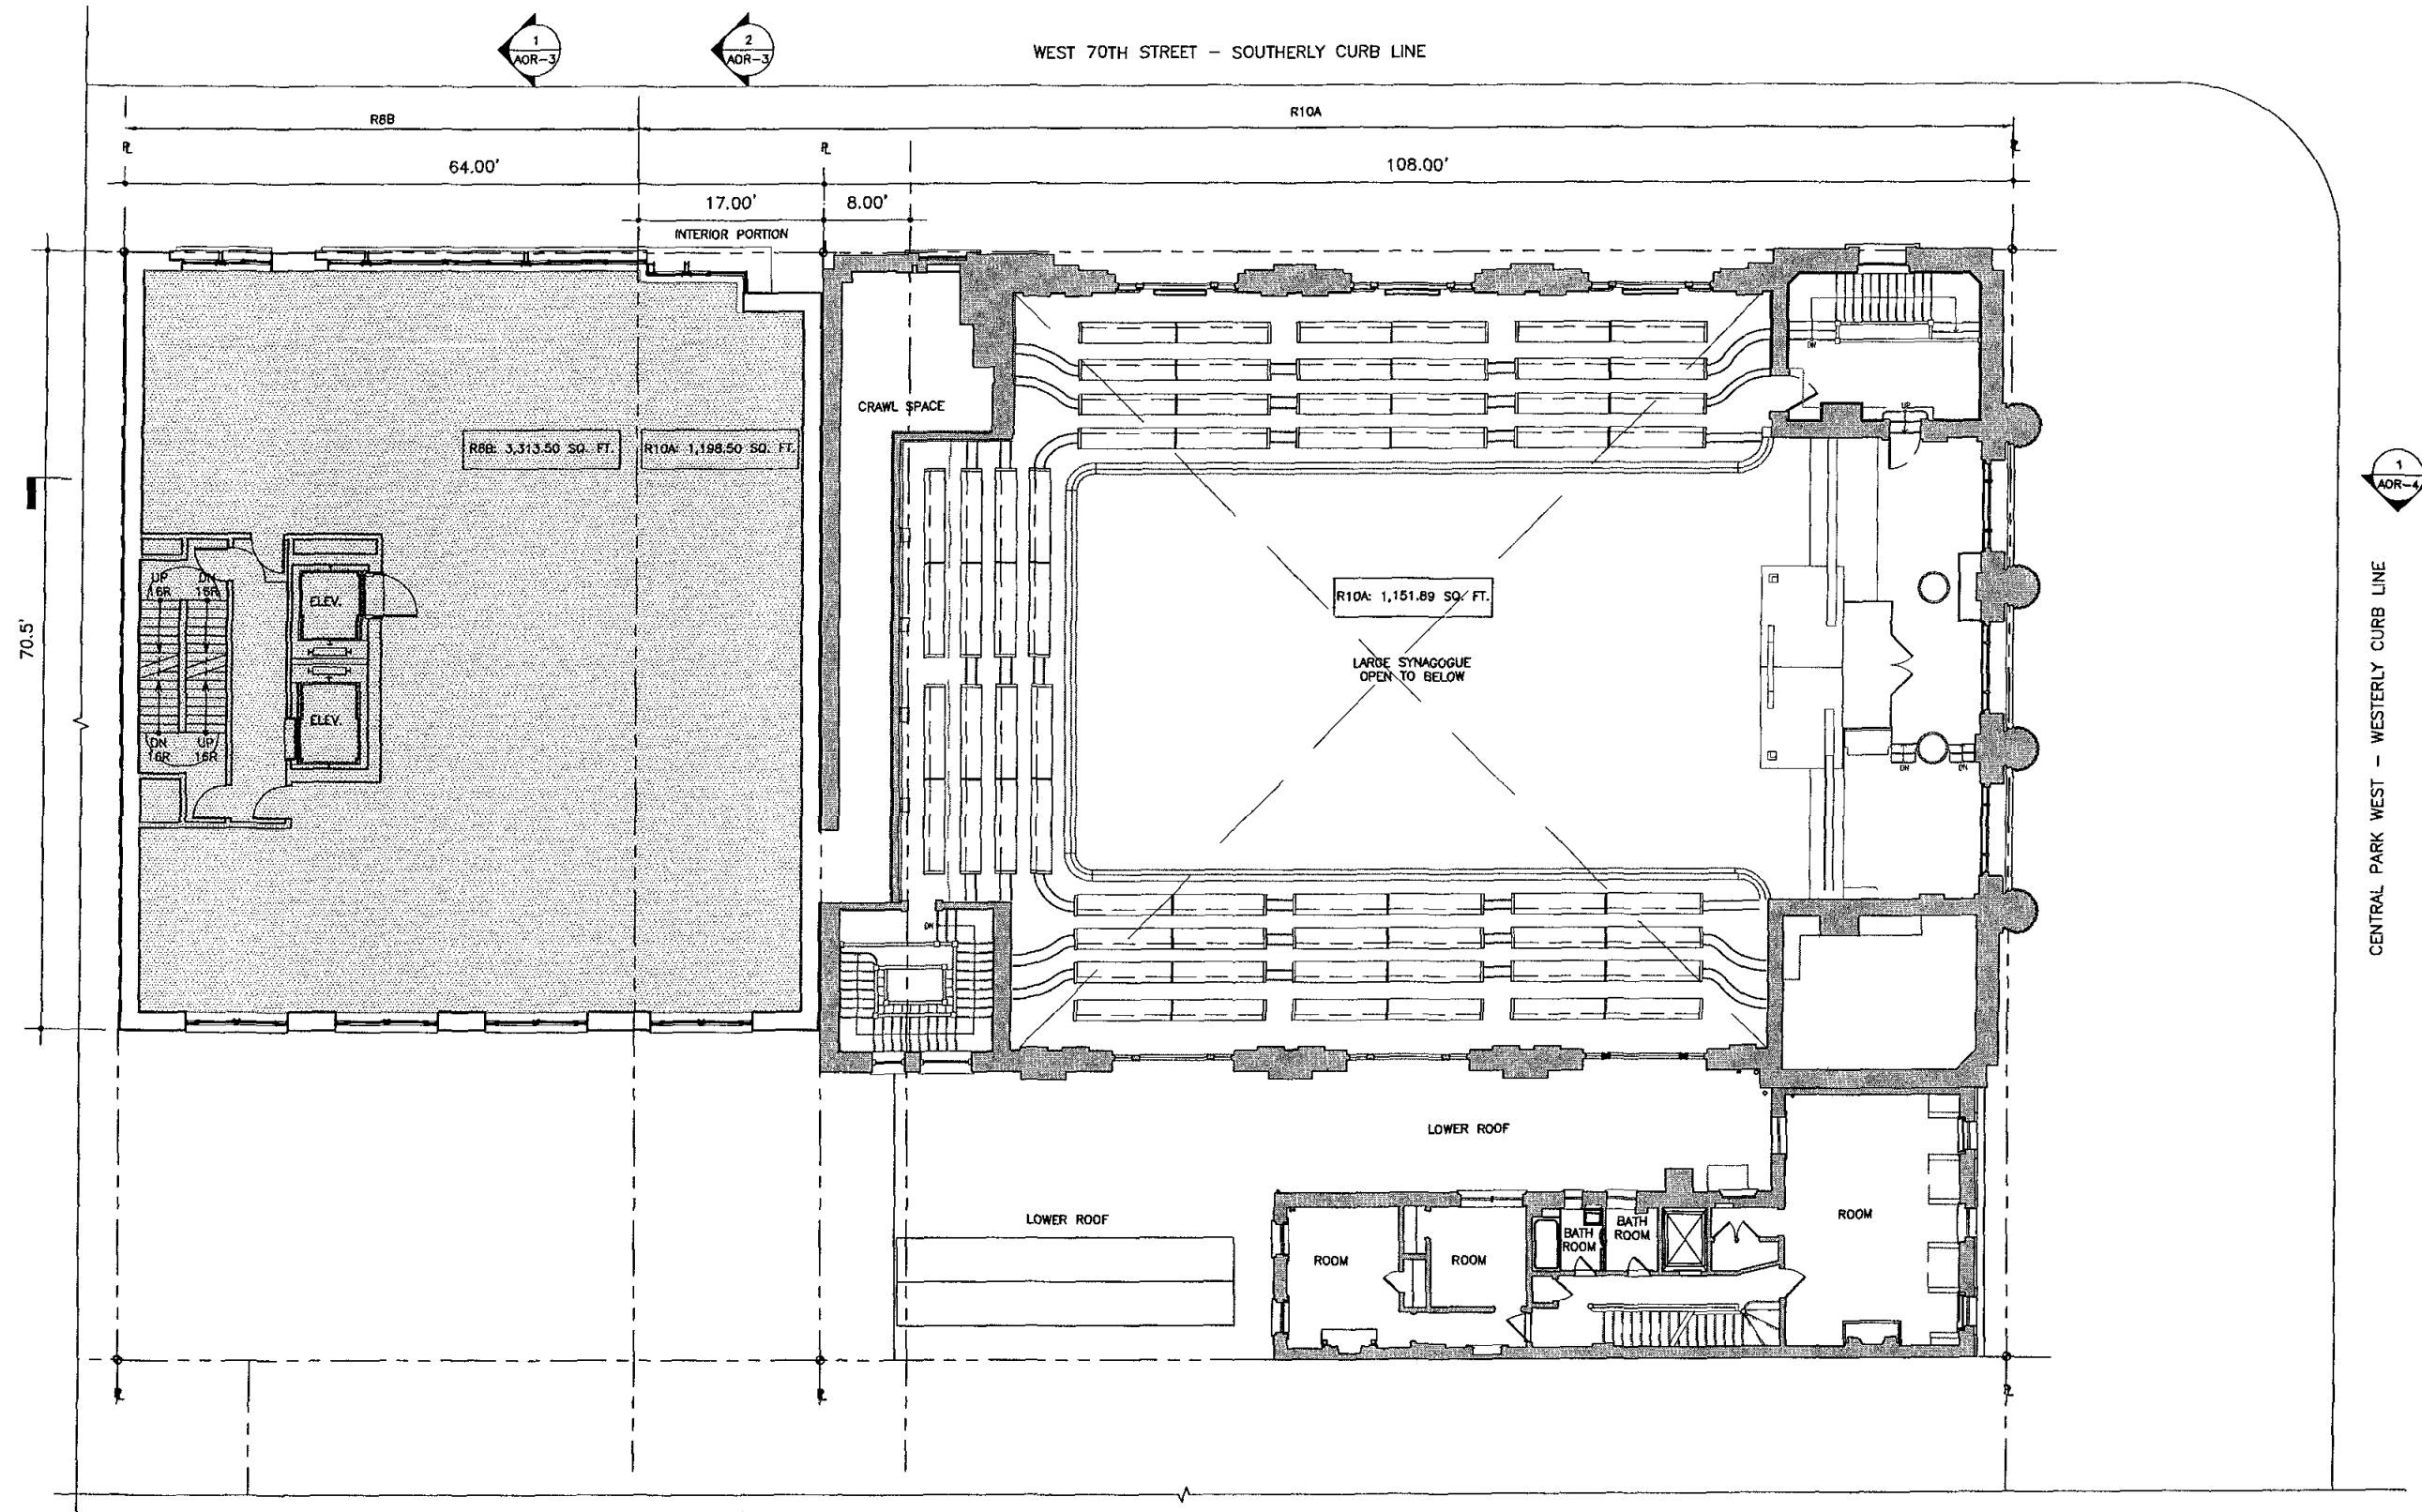 1
AOR-3
2
AOR-3
WEST 70TH STREET – SOUTHERLY CURB LINE
R8B
R10A
64.00'
108.00'
17.00'
8.00'
INTERIOR PORTION
CRAWL SPACE
DN
UP
R8B: 3,313.50 SQ. FT.
R10A: 1,198.50 SQ. FT.
1
AOR-4
R10A: 1,151.89 SQ. FT.
LARGE SYNAGOGUE
OPEN TO BELOW
UP
16R
DN
16R
ELEV.
ELEV.
DN
16R
UP
16R
70.5'
CENTRAL PARK WEST – WESTERLY CURB LINE
DN
DN
DN
LOWER ROOF
LOWER ROOF
ROOM
ROOM
BATH
ROOM
BATH
ROOM
ROOM